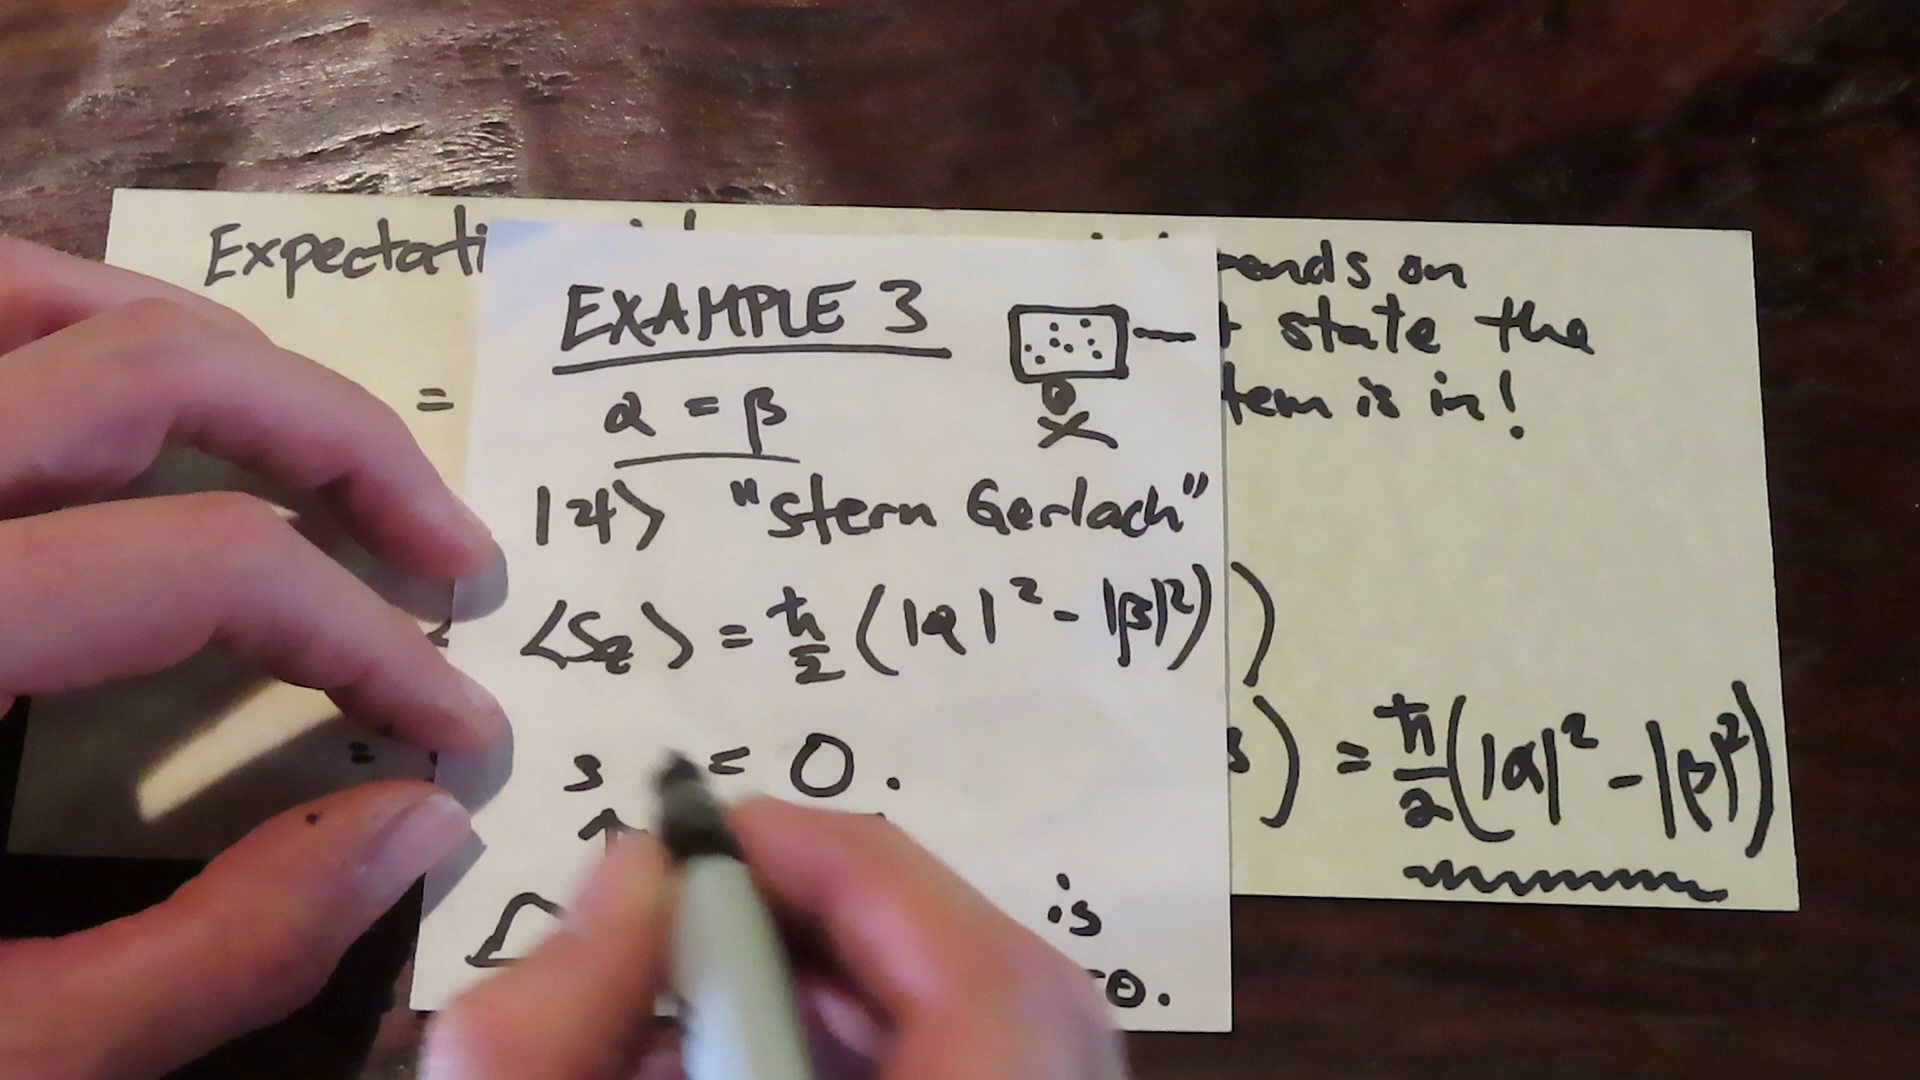 Expectati
ends on
state the
= tem is in!
EXAMPLE 3
α = β
|ψ⟩ "Stern Gerlach"
⟨Sz⟩ = ħ/2 (|α|² - |β|²)
)
= 0.
) = ħ/2 (|α|² - |β|²)
is